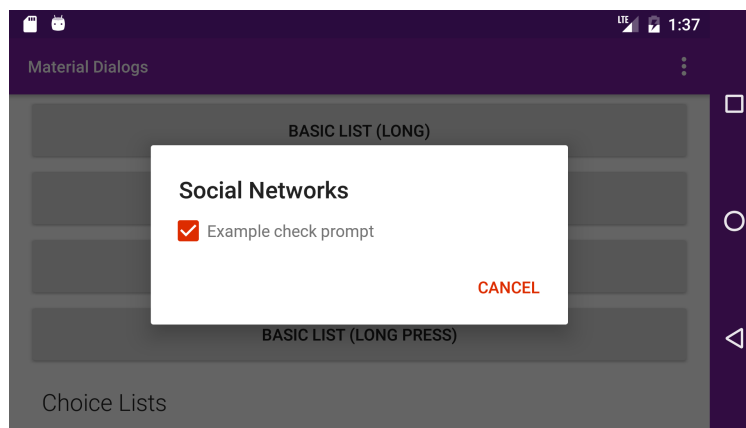 LTE 1:37
Material Dialogs
BASIC LIST (LONG)
Social Networks
Example check prompt
CANCEL
BASIC LIST (LONG PRESS)
Choice Lists